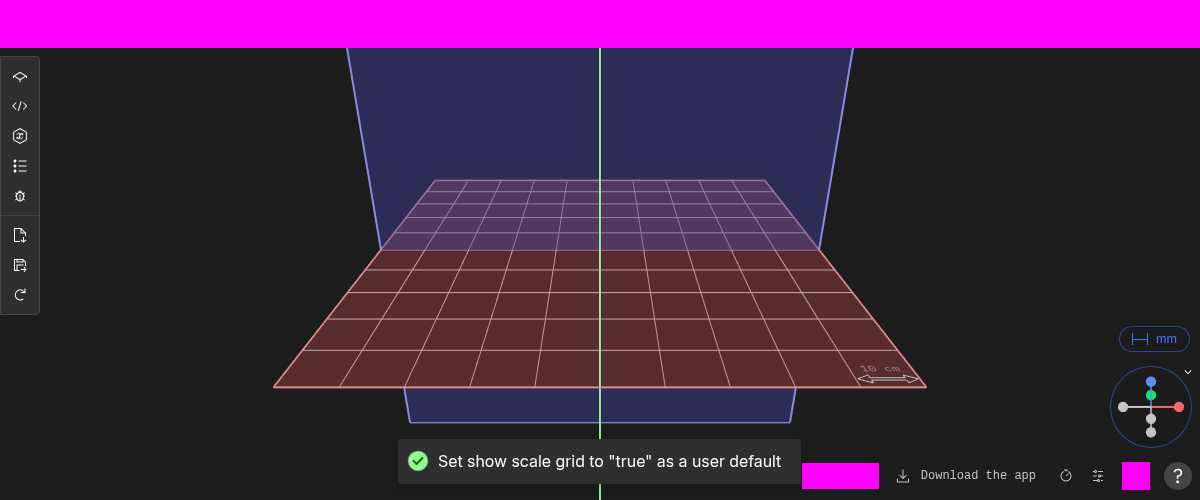 10 cm
mm
Set show scale grid to "true" as a user default
Download the app
?